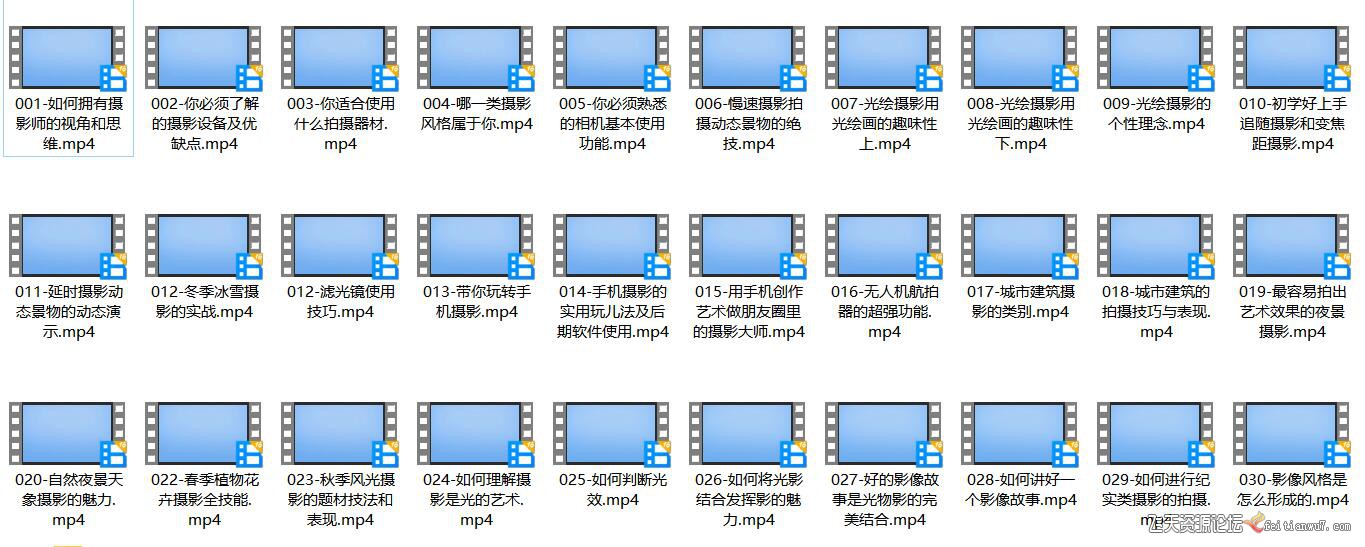 001-如何拥有摄
影师的视角和思
维.mp4
002-你必须了解
的摄影设备及优
缺点.mp4
003-你适合使用
什么拍摄器材.
mp4
004-哪一类摄影
风格属于你.mp4
005-你必须熟悉
的相机基本使用
功能.mp4
006-慢速摄影拍
摄动态景物的绝
技.mp4
007-光绘摄影用
光绘画的趣味性
上.mp4
008-光绘摄影用
光绘画的趣味性
下.mp4
009-光绘摄影的
个性理念.mp4
010-初学好上手
追随摄影和变焦
距摄影.mp4
011-延时摄影动
态景物的动态演
示.mp4
012-冬季冰雪摄
影的实战.mp4
012-滤光镜使用
技巧.mp4
013-带你玩转手
机摄影.mp4
014-手机摄影的
实用玩儿法及后
期软件使用.mp4
015-用手机创作
艺术做朋友圈里
的摄影大师.mp4
016-无人机航拍
器的超强功能.
mp4
017-城市建筑摄
影的类别.mp4
018-城市建筑的
拍摄技巧与表现.
mp4
019-最容易拍出
艺术效果的夜景
摄影.mp4
020-自然夜景天
象摄影的魅力.
mp4
022-春季植物花
卉摄影全技能.
mp4
023-秋季风光摄
影的题材技法和
表现.mp4
024-如何理解摄
影是光的艺术.
mp4
025-如何判断光
效.mp4
026-如何将光影
结合发挥影的魅
力.mp4
027-好的影像故
事是光物影的完
美结合.mp4
028-如何讲好一
个影像故事.mp4
029-如何进行纪
实类摄影的拍摄.
mp4
030-影像风格是
怎么形成的.mp4
飞天资源论坛 feitianwu7.com